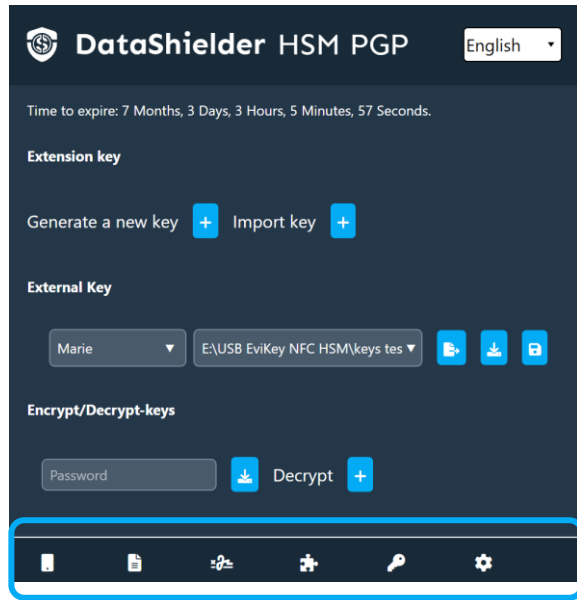 DataShielder HSM PGP English
Time to expire: 7 Months, 3 Days, 3 Hours, 5 Minutes, 57 Seconds.
Extension key
Generate a new key + Import key +
External Key
Marie E:\USB EviKey NFC HSM\keys tes
Encrypt/Decrypt-keys
Password Decrypt +